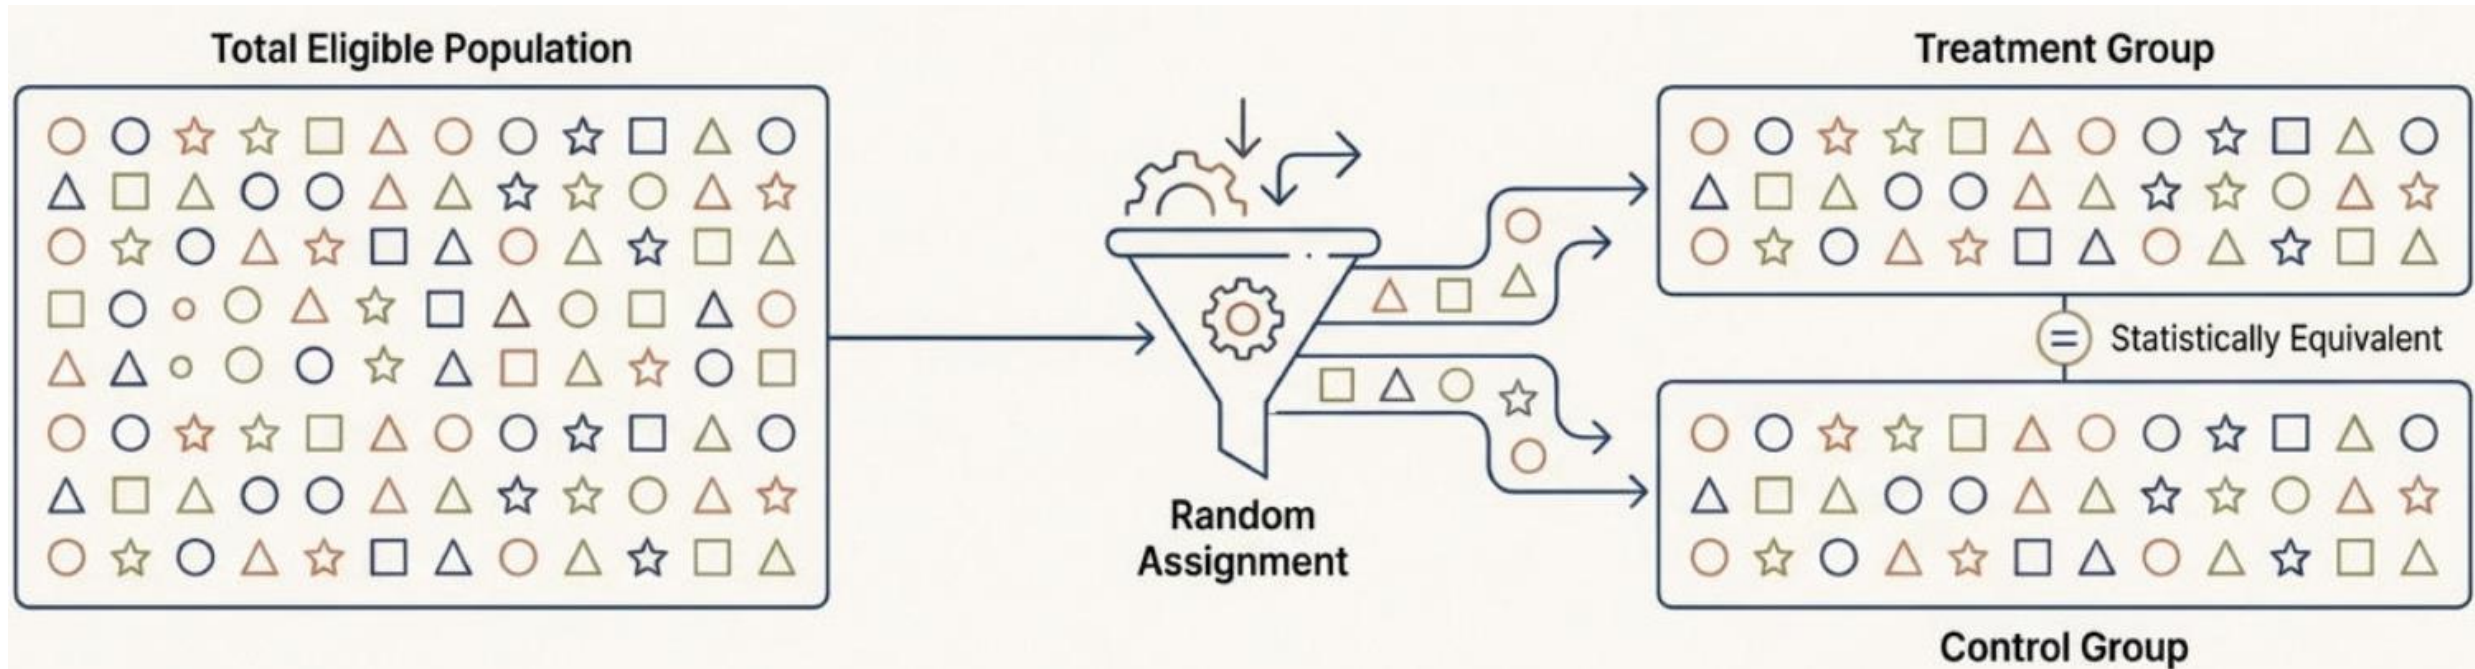 Total Eligible Population
Random
Assignment
Treatment Group
= Statistically Equivalent
Control Group